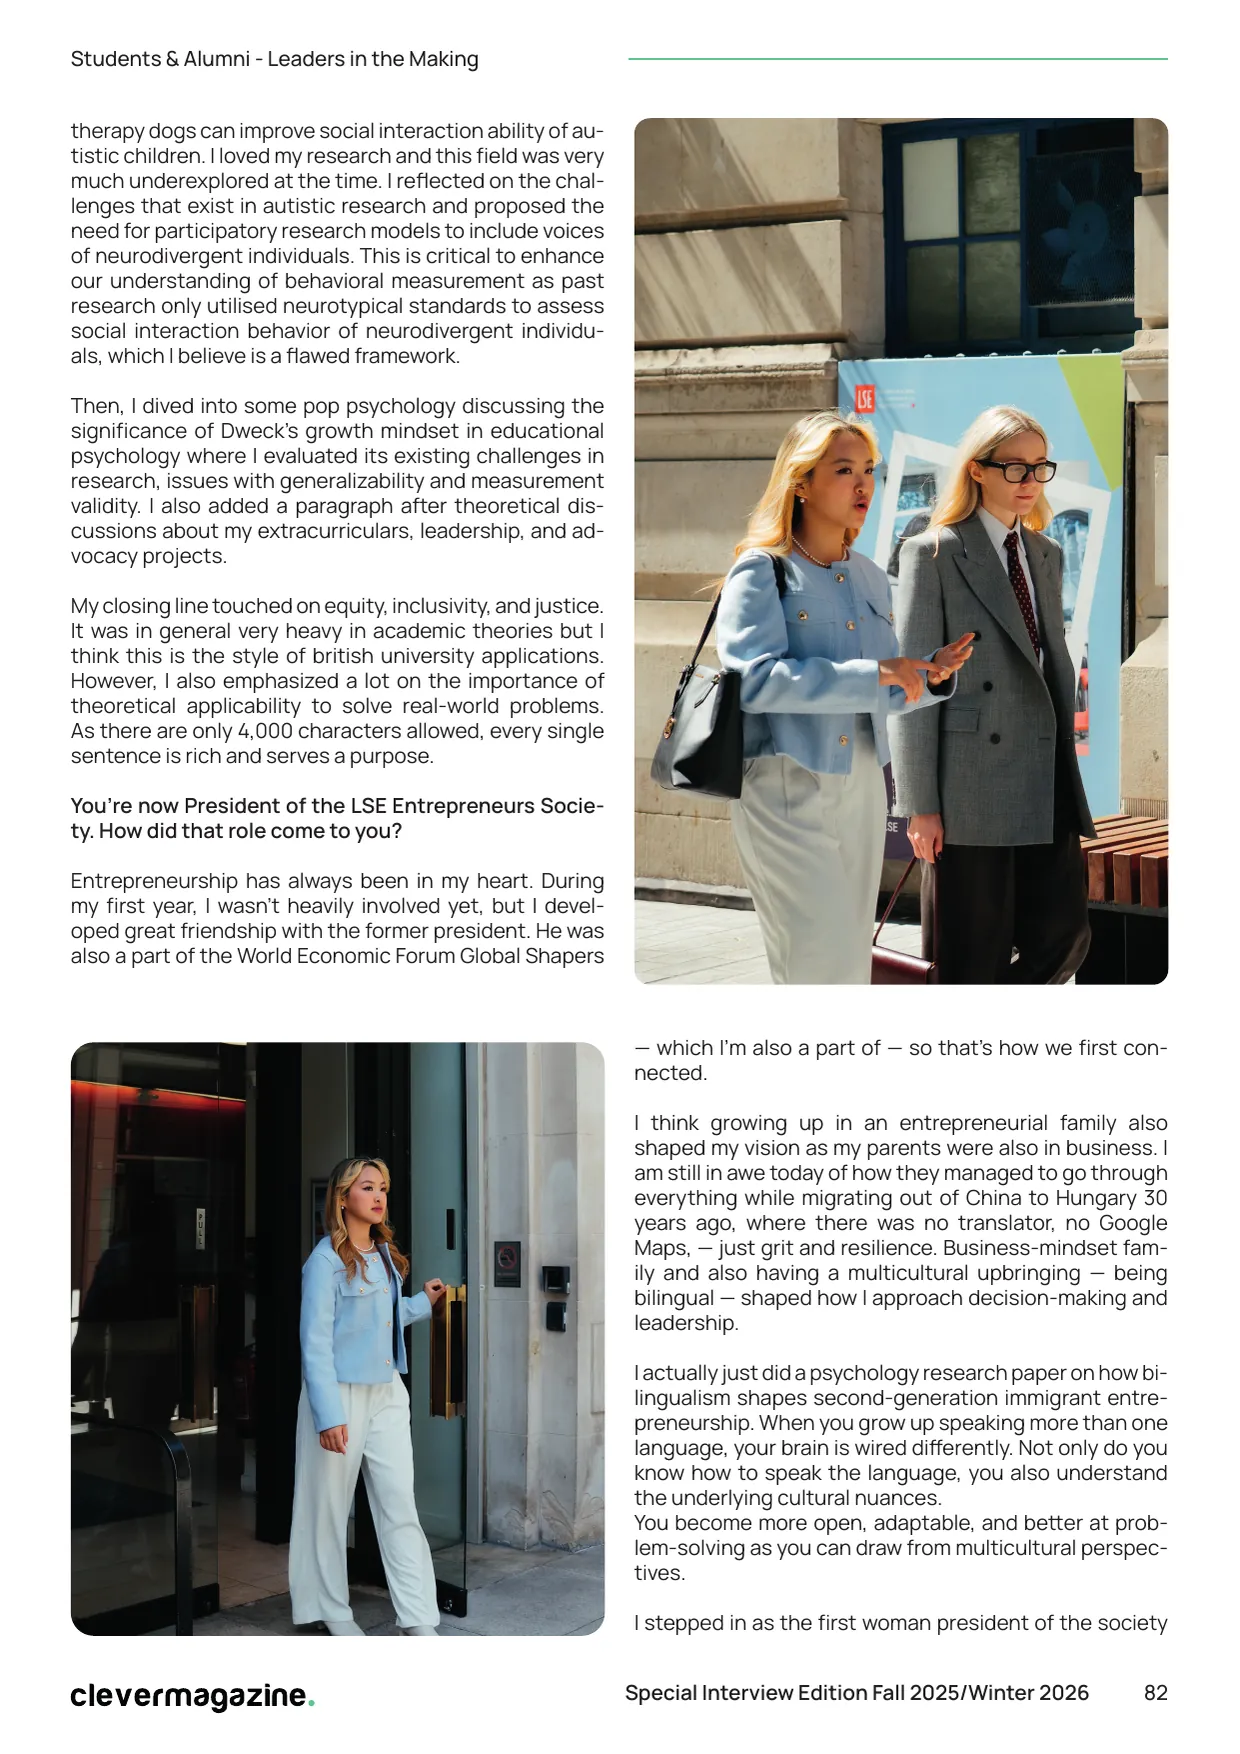 Students & Alumni - Leaders in the Making
therapy dogs can improve social interaction ability of au-
tistic children. I loved my research and this field was very
much underexplored at the time. I reflected on the chal-
lenges that exist in autistic research and proposed the
need for participatory research models to include voices
of neurodivergent individuals. This is critical to enhance
our understanding of behavioral measurement as past
research only utilised neurotypical standards to assess
social interaction behavior of neurodivergent individu-
als, which I believe is a flawed framework.
Then, I dived into some pop psychology discussing the
significance of Dweck's growth mindset in educational
psychology where I evaluated its existing challenges in
research, issues with generalizability and measurement
validity. I also added a paragraph after theoretical dis-
cussions about my extracurriculars, leadership, and ad-
vocacy projects.
My closing line touched on equity, inclusivity, and justice.
It was in general very heavy in academic theories but I
think this is the style of british university applications.
However, I also emphasized a lot on the importance of
theoretical applicability to solve real-world problems.
As there are only 4,000 characters allowed, every single
sentence is rich and serves a purpose.
You're now President of the LSE Entrepreneurs Socie-
ty. How did that role come to you?
Entrepreneurship has always been in my heart. During
my first year, I wasn't heavily involved yet, but I devel-
oped great friendship with the former president. He was
also a part of the World Economic Forum Global Shapers
LSE
LSE
PULL
— which I'm also a part of — so that's how we first con-
nected.
I think growing up in an entrepreneurial family also
shaped my vision as my parents were also in business. I
am still in awe today of how they managed to go through
everything while migrating out of China to Hungary 30
years ago, where there was no translator, no Google
Maps, — just grit and resilience. Business-mindset fam-
ily and also having a multicultural upbringing — being
bilingual — shaped how I approach decision-making and
leadership.
I actually just did a psychology research paper on how bi-
lingualism shapes second-generation immigrant entre-
preneurship. When you grow up speaking more than one
language, your brain is wired differently. Not only do you
know how to speak the language, you also understand
the underlying cultural nuances.
You become more open, adaptable, and better at prob-
lem-solving as you can draw from multicultural perspec-
tives.
I stepped in as the first woman president of the society
clevermagazine.
Special Interview Edition Fall 2025/Winter 2026
82